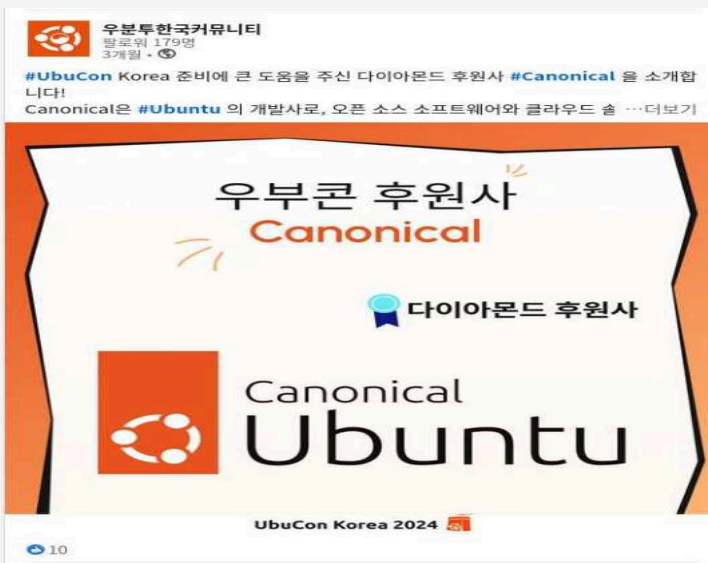 우분투한국커뮤니티
팔로워 179명
3개월 •
#UbuCon Korea 준비에 큰 도움을 주신 다이아몬드 후원사 #Canonical 을 소개합
니다!
Canonical은 #Ubuntu 의 개발사로, 오픈 소스 소프트웨어와 클라우드 솔 …더보기
우부콘 후원사
Canonical
다이아몬드 후원사
Canonical
Ubuntu
UbuCon Korea 2024
10